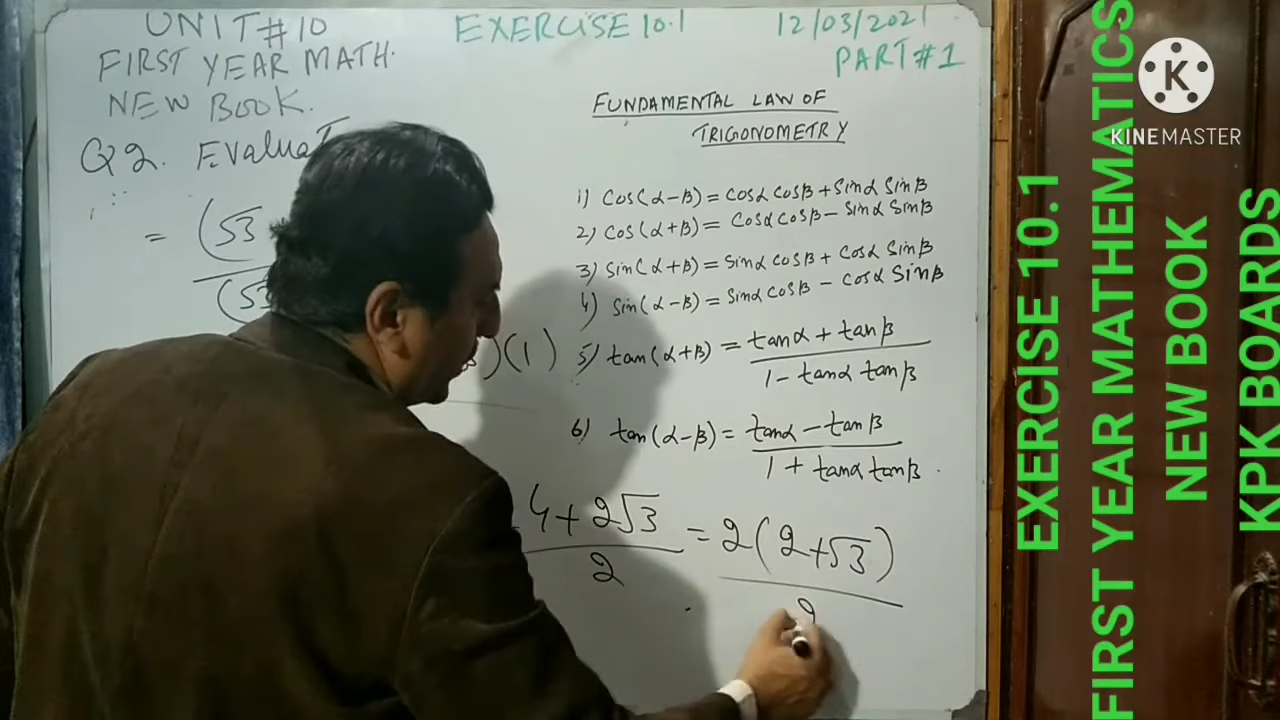 UNIT#10
FIRST YEAR MATH.
NEW BOOK.
EXERCISE 10.1
12/03/2021
PART#1
Q2.
= (√3
(√3
)(1)
FUNDAMENTAL LAW OF
TRIGONOMETRY
1) Cos(α-β) = Cosα Cosβ + Sinα Sinβ
2) Cos(α+β) = Cosα Cosβ - Sinα Sinβ
3) Sin(α+β) = Sinα Cosβ + Cosα Sinβ
4) Sin(α-β) = Sinα Cosβ - Cosα Sinβ
5) tan(α+β) = tanα + tanβ
1 - tanα tanβ
6) tan(α-β) = tanα - tanβ
1 + tanα tanβ.
4+2√3
2
= 2(2+√3)
K
KINEMASTER
EXERCISE 10.1
FIRST YEAR MATHEMATICS
NEW BOOK
KPK BOARDS